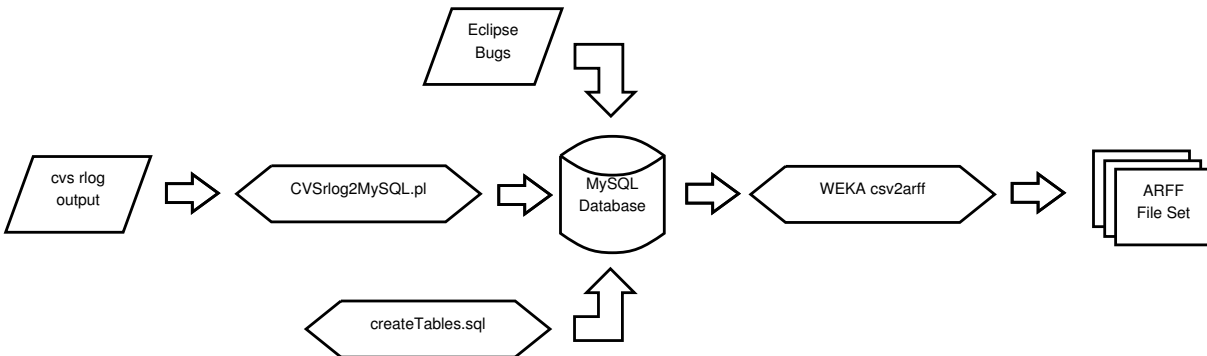 Eclipse
Bugs
cvs rlog
output
CVSrlog2MySQL.pl
MySQL
Database
WEKA csv2arff
ARFF
File Set
createTables.sql